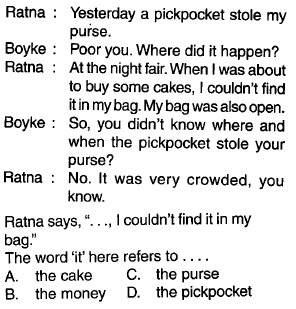 Ratna : Yesterday a pickpocket stole my
purse.
Boyke : Poor you. Where did it happen?
Ratna : At the night fair. When I was about
to buy some cakes, I couldn't find
it in my bag. My bag was also open.
Boyke : So, you didn't know where and
when the pickpocket stole your
purse?
Ratna : No. It was very crowded, you
know.
Ratna says, “. . ., I couldn't find it in my
bag.”
The word 'it' here refers to . . . .
A. the cake C. the purse
B. the money D. the pickpocket